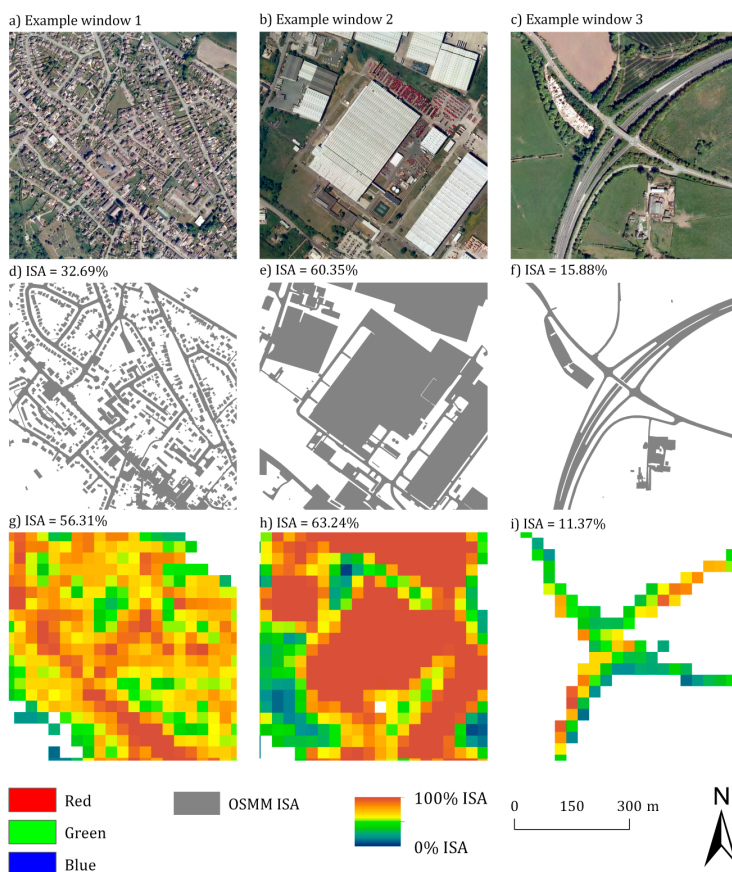 a) Example window 1
b) Example window 2
c) Example window 3
d) ISA = 32.69%
e) ISA = 60.35%
f) ISA = 15.88%
g) ISA = 56.31%
h) ISA = 63.24%
i) ISA = 11.37%
Red
Green
Blue
OSMM ISA
100% ISA
0% ISA
0 150 300 m
N